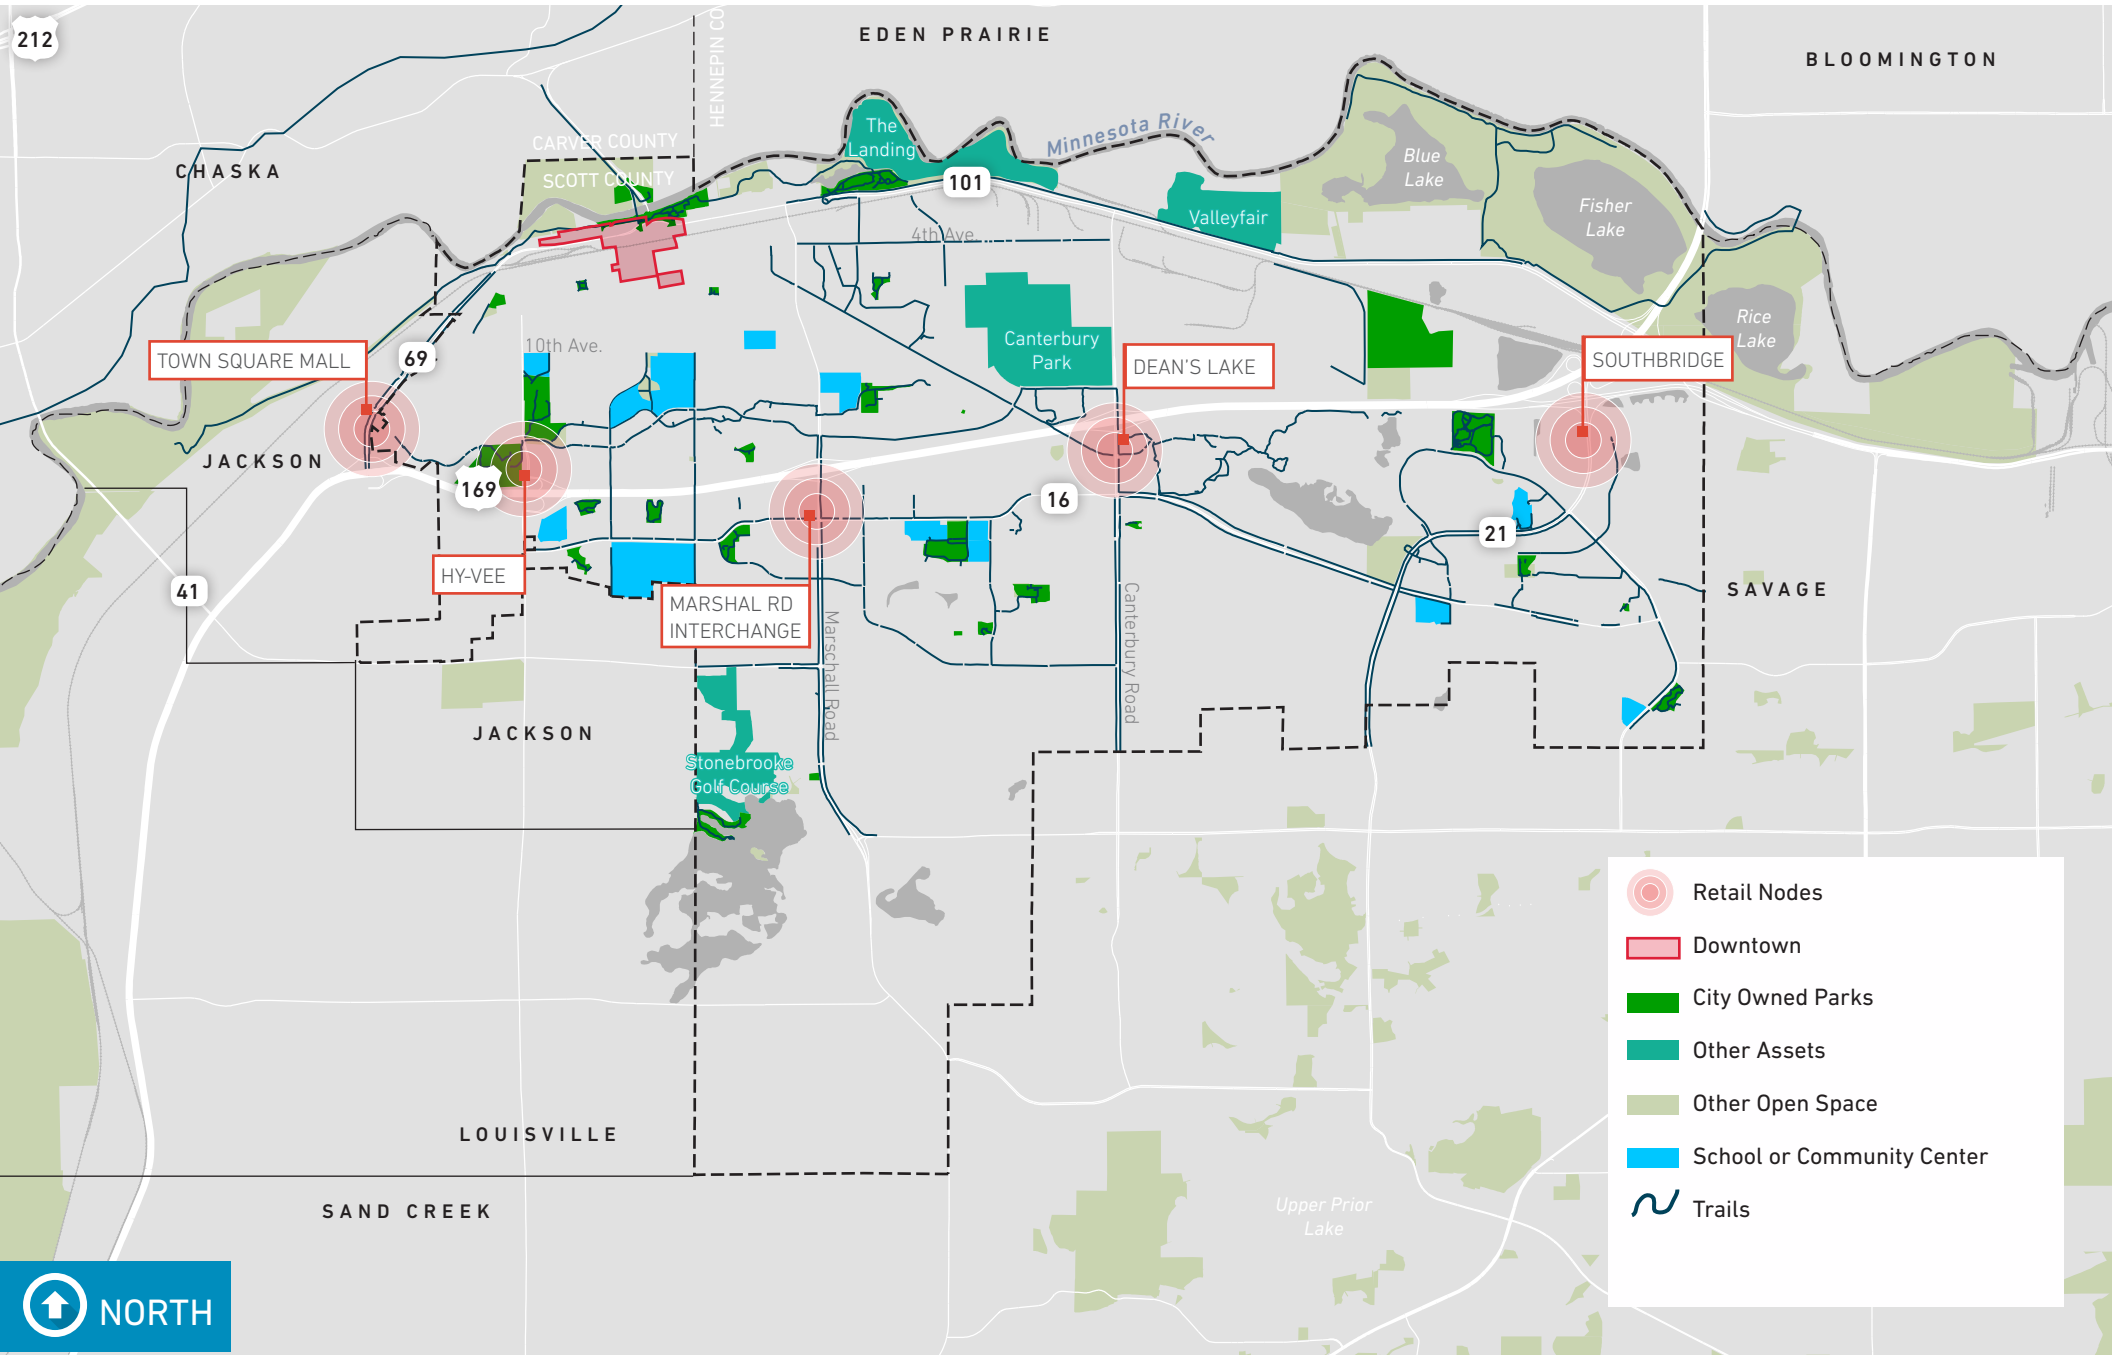 212
EDEN PRAIRIE
BLOOMINGTON
HENNEPIN CO
CARVER COUNTY
SCOTT COUNTY
CHASKA
The
Landing
Minnesota River
101
Blue
Lake
Fisher
Lake
Valleyfair
4th Ave.
Rice
Lake
TOWN SQUARE MALL
69
10th Ave.
Canterbury
Park
DEAN'S LAKE
SOUTHBRIDGE
JACKSON
169
16
21
HY-VEE
41
MARSHAL RD
INTERCHANGE
Marschall Road
Canterbury Road
SAVAGE
JACKSON
Stonebrooke
Golf Course
Retail Nodes
Downtown
City Owned Parks
Other Assets
Other Open Space
School or Community Center
Trails
LOUISVILLE
SAND CREEK
Upper Prior
Lake
NORTH